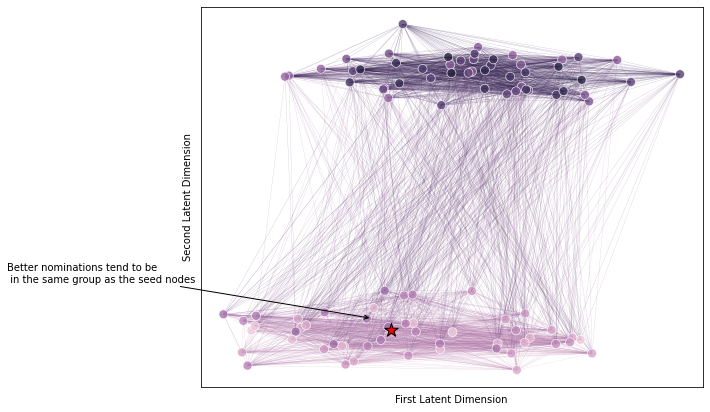 Second Latent Dimension
Better nominations tend to be
in the same group as the seed nodes
First Latent Dimension